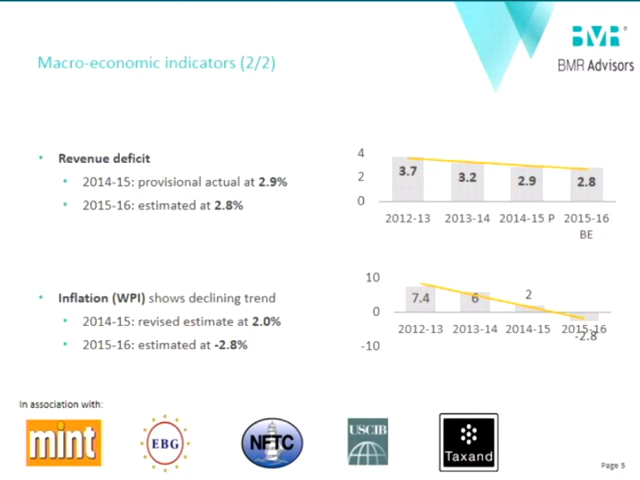 BMR
BMR Advisors
Macro-economic indicators (2/2)
• Revenue deficit
• 2014-15: provisional actual at 2.9%
• 2015-16: estimated at 2.8%
4
2
0
3.7
3.2
2.9
2.8
2012-13 2013-14 2014-15 P 2015-16
BE
• Inflation (WPI) shows declining trend
• 2014-15: revised estimate at 2.0%
• 2015-16: estimated at -2.8%
10
0
-10
7.4
6
2
-2.8
2012-13 2013-14 2014-15 2015-16
In association with:
mint
EBG
NFTC
USCIB
Taxand
Page 5